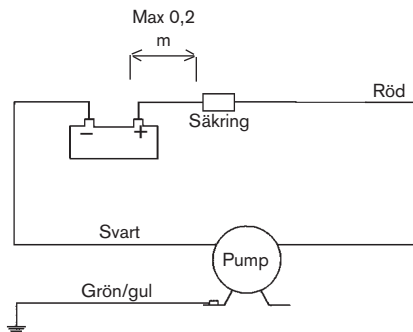 Max 0,2
m
Röd
− +
Säkring
Svart
Pump
Grön/gul